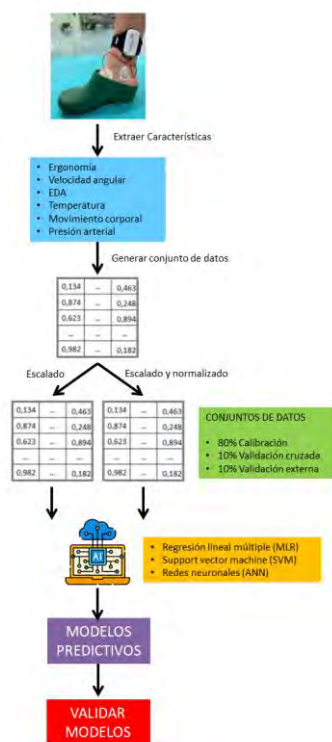 Extraer Características
• Ergonomía
• Velocidad angular
• EDA
• Temperatura
• Movimiento corporal
• Presión arterial
Generar conjunto de datos
0,134 ... 0,463
0,874 ... 0,248
0,623 ... 0,894
... ... ...
0,982 ... 0,182
Escalado
Escalado y normalizado
0,134 ... 0,463
0,874 ... 0,248
0,623 ... 0,894
... ... ...
0,982 ... 0,182
0,134 ... 0,463
0,874 ... 0,248
0,623 ... 0,894
... ... ...
0,982 ... 0,182
CONJUNTOS DE DATOS
• 80% Calibración
• 10% Validación cruzada
• 10% Validación externa
AI
• Regresión lineal múltiple (MLR)
• Support vector machine (SVM)
• Redes neuronales (ANN)
MODELOS
PREDICTIVOS
VALIDAR
MODELOS